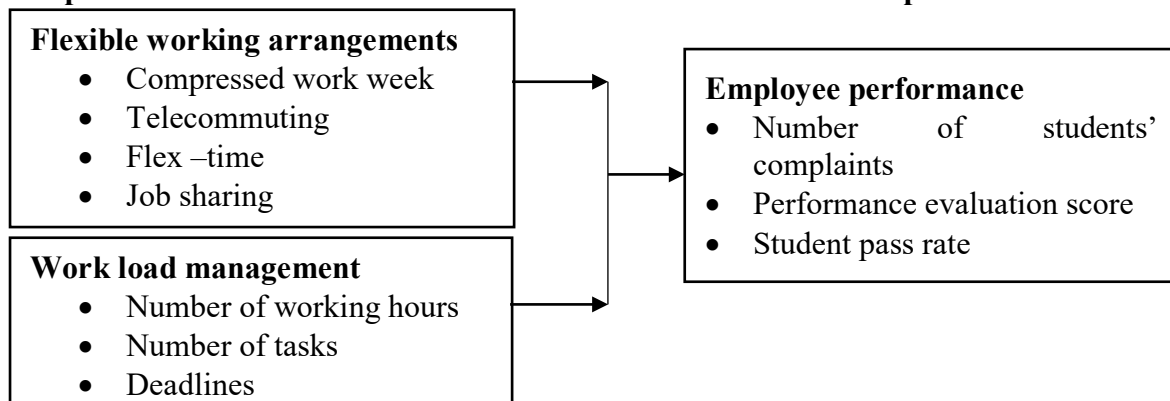 Flexible working arrangements
• Compressed work week
• Telecommuting
• Flex –time
• Job sharing
Work load management
• Number of working hours
• Number of tasks
• Deadlines
Employee performance
• Number of students’
complaints
• Performance evaluation score
• Student pass rate